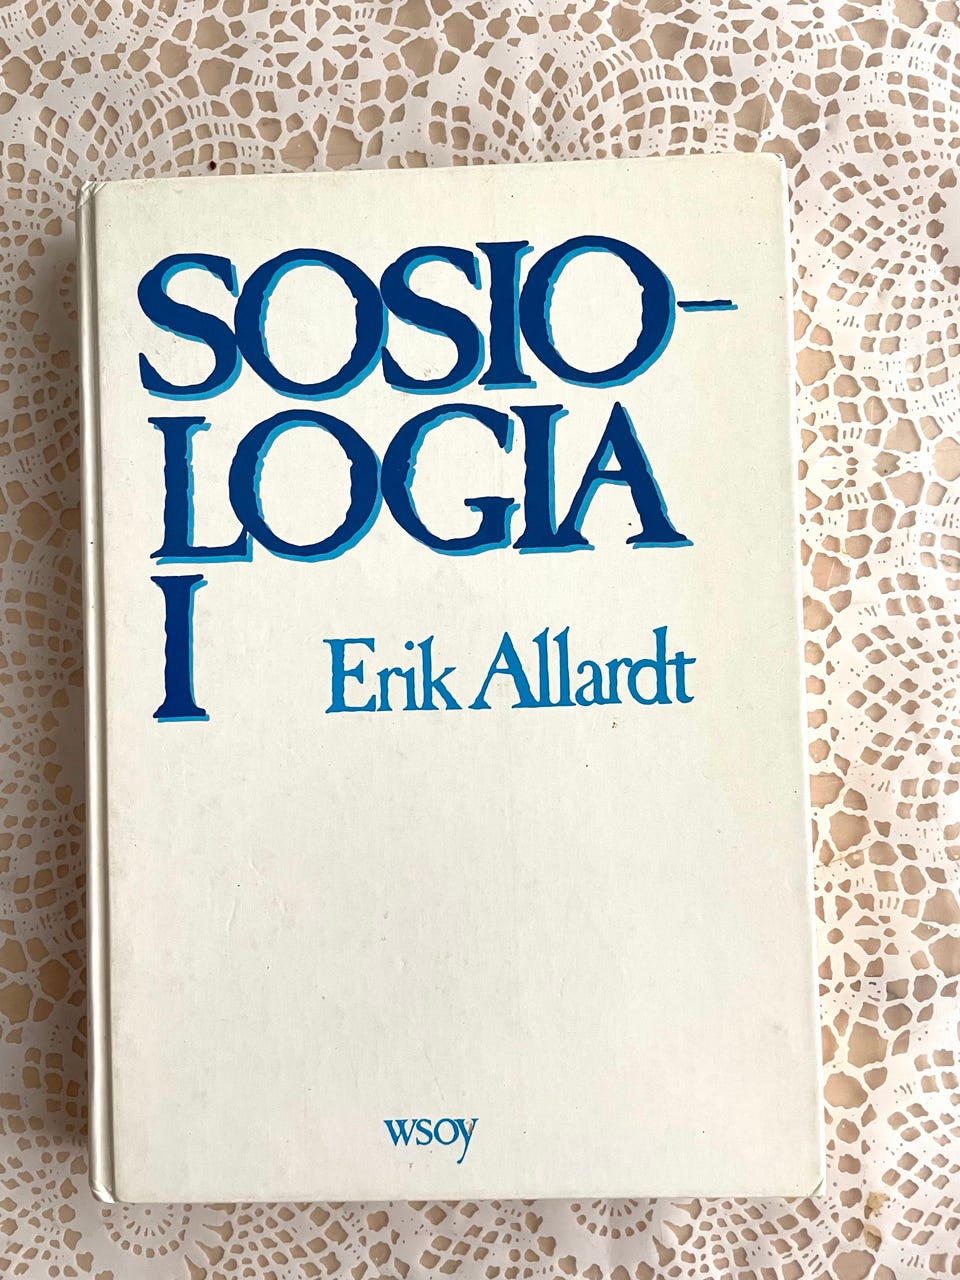 SOSIO-
LOGIA
I
Erik Allardt
WSOY